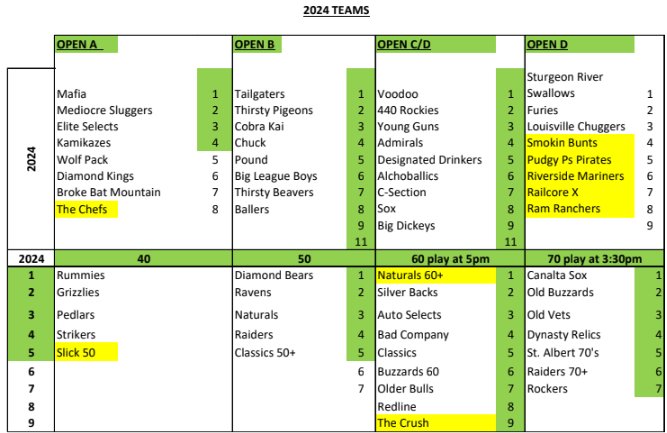 2024 TEAMS
OPEN A OPEN B OPEN C/D OPEN D
Sturgeon River
Mafia 1 Tailgaters 1 Voodoo 1 Swallows 1
Mediocre Sluggers 2 Thirsty Pigeons 2 440 Rockies 2 Furies 2
Elite Selects 3 Cobra Kai 3 Young Guns 3 Louisville Chuggers 3
2024 Kamikazes 4 Chuck 4 Admirals 4 Smokin Bunts 4
Wolf Pack 5 Pound 5 Designated Drinkers 5 Pudgy Ps Pirates 5
Diamond Kings 6 Big League Boys 6 Alchoballics 6 Riverside Mariners 6
Broke Bat Mountain 7 Thirsty Beavers 7 C-Section 7 Railcore X 7
The Chefs 8 Ballers 8 Sox 8 Ram Ranchers 8
9 Big Dickeys 9 9
11 11
2024 40 50 60 play at 5pm 70 play at 3:30pm
1 Rummies Diamond Bears 1 Naturals 60+ 1 Canalta Sox 1
2 Grizzlies Ravens 2 Silver Backs 2 Old Buzzards 2
3 Pedlars Naturals 3 Auto Selects 3 Old Vets 3
4 Strikers Raiders 4 Bad Company 4 Dynasty Relics 4
5 Slick 50 Classics 50+ 5 Classics 5 St. Albert 70's 5
6 6 Buzzards 60 6 Raiders 70+ 6
7 7 Older Bulls 7 Rockers 7
8 Redline 8
9 The Crush 9